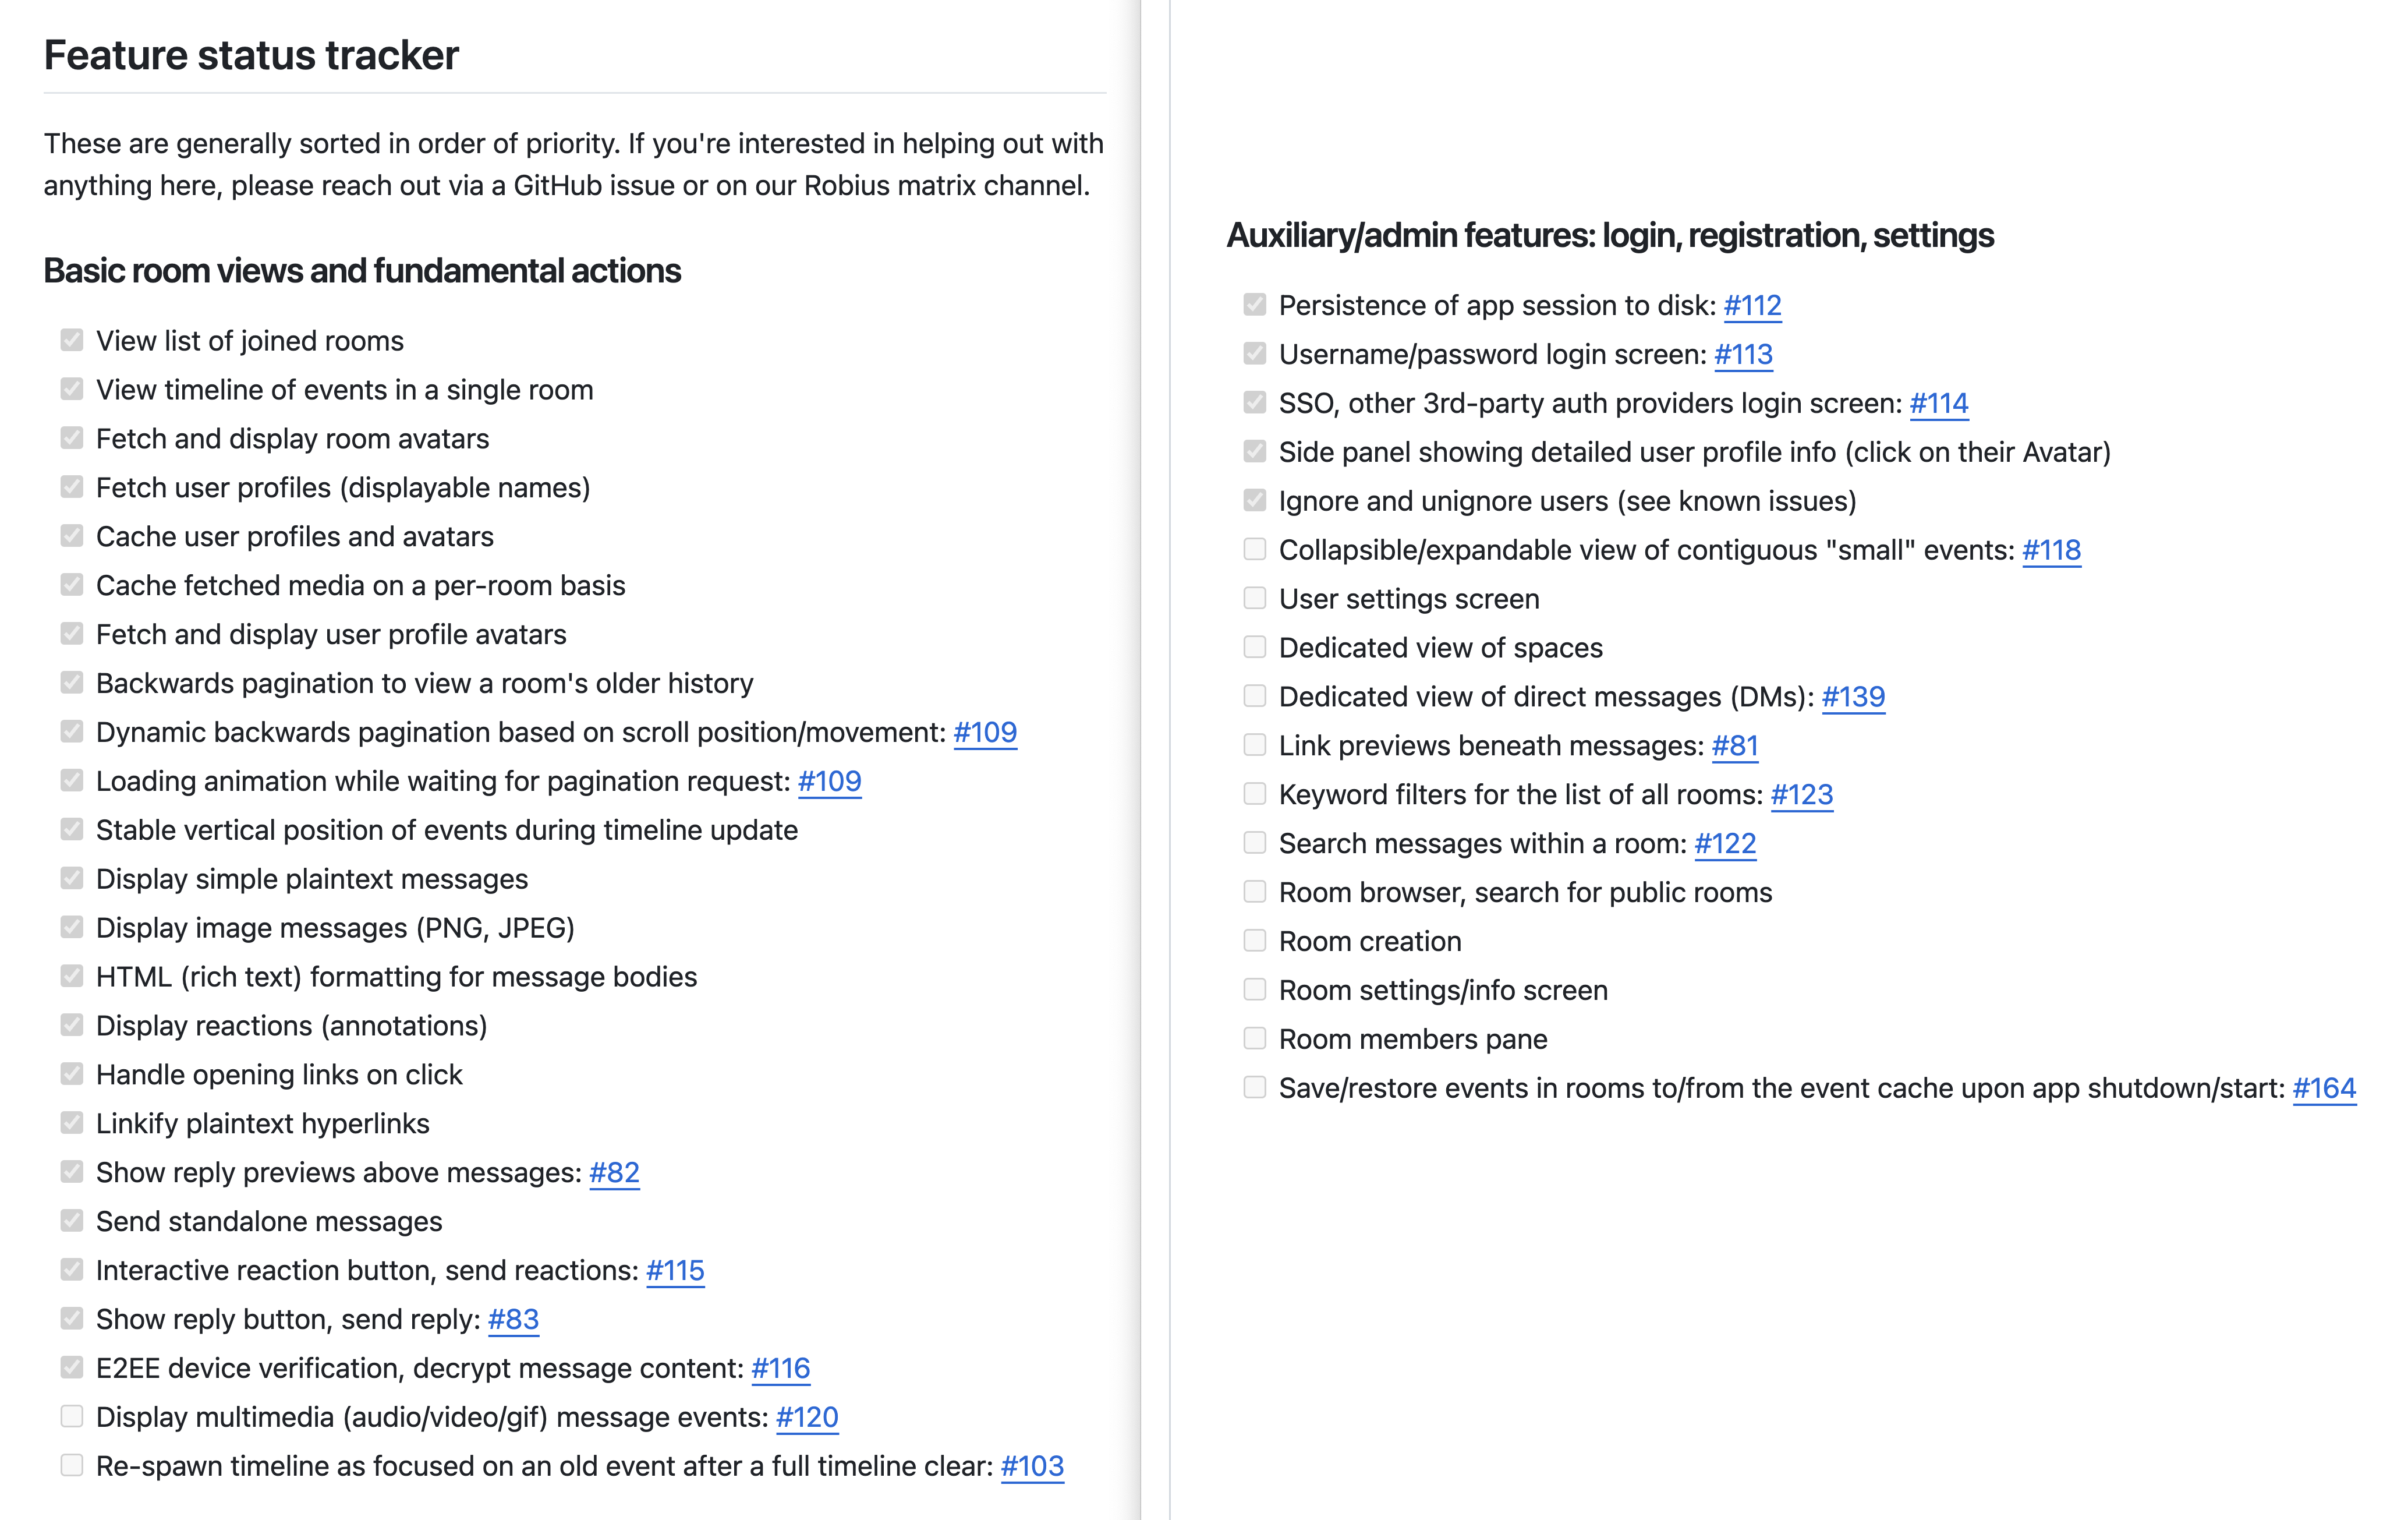 Feature status tracker
These are generally sorted in order of priority. If you're interested in helping out with
anything here, please reach out via a GitHub issue or on our Robius matrix channel.
Basic room views and fundamental actions
View list of joined rooms
View timeline of events in a single room
Fetch and display room avatars
Fetch user profiles (displayable names)
Cache user profiles and avatars
Cache fetched media on a per-room basis
Fetch and display user profile avatars
Backwards pagination to view a room's older history
Dynamic backwards pagination based on scroll position/movement: #109
Loading animation while waiting for pagination request: #109
Stable vertical position of events during timeline update
Display simple plaintext messages
Display image messages (PNG, JPEG)
HTML (rich text) formatting for message bodies
Display reactions (annotations)
Handle opening links on click
Linkify plaintext hyperlinks
Show reply previews above messages: #82
Send standalone messages
Interactive reaction button, send reactions: #115
Show reply button, send reply: #83
E2EE device verification, decrypt message content: #116
Display multimedia (audio/video/gif) message events: #120
Re-spawn timeline as focused on an old event after a full timeline clear: #103
Auxiliary/admin features: login, registration, settings
Persistence of app session to disk: #112
Username/password login screen: #113
SSO, other 3rd-party auth providers login screen: #114
Side panel showing detailed user profile info (click on their Avatar)
Ignore and unignore users (see known issues)
Collapsible/expandable view of contiguous "small" events: #118
User settings screen
Dedicated view of spaces
Dedicated view of direct messages (DMs): #139
Link previews beneath messages: #81
Keyword filters for the list of all rooms: #123
Search messages within a room: #122
Room browser, search for public rooms
Room creation
Room settings/info screen
Room members pane
Save/restore events in rooms to/from the event cache upon app shutdown/start: #164